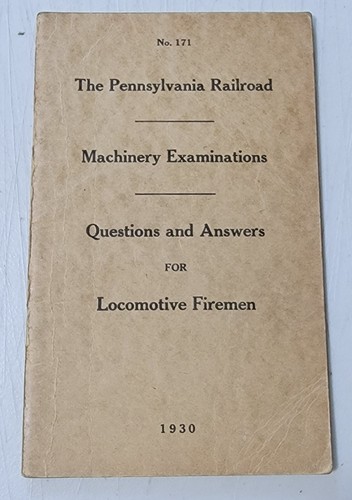 No. 171
The Pennsylvania Railroad
Machinery Examinations
Questions and Answers
FOR
Locomotive Firemen
1930